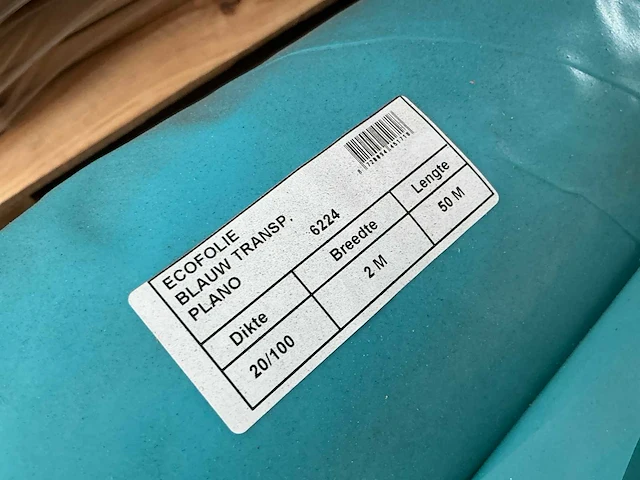 ECOFOLIE
BLAUW TRANSP.
PLANO 6224
Dikte Breedte Lengte
20/100 2 M 50 M